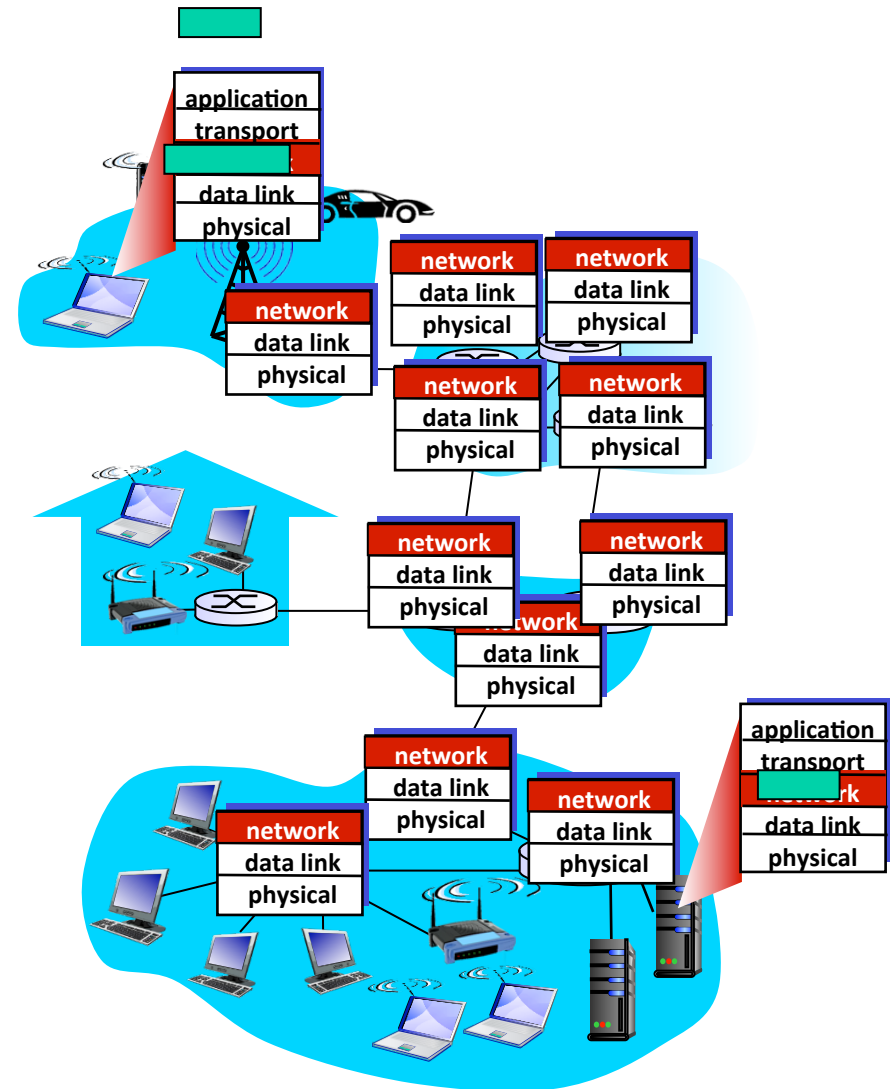 application
transport
data link
physical
network
data link
physical
network
data link
physical
network
data link
physical
network
data link
physical
network
data link
physical
network
data link
physical
network
data link
physical
network
data link
physical
application
transport
network
data link
physical
network
data link
physical
network
data link
physical
network
data link
physical